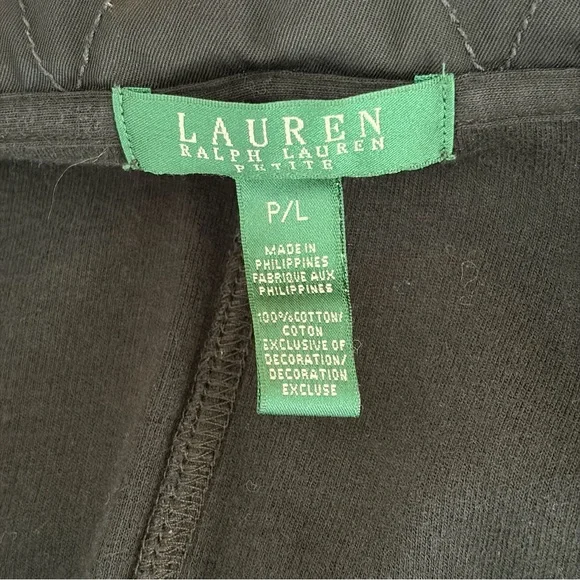 LAUREN
RALPH LAUREN
PETITE
P/L
MADE IN
PHILIPPINES
FABRIQUE AUX
PHILIPPINES
100%COTTON/
COTON
EXCLUSIVE OF
DECORATION/
DECORATION
EXCLUSE